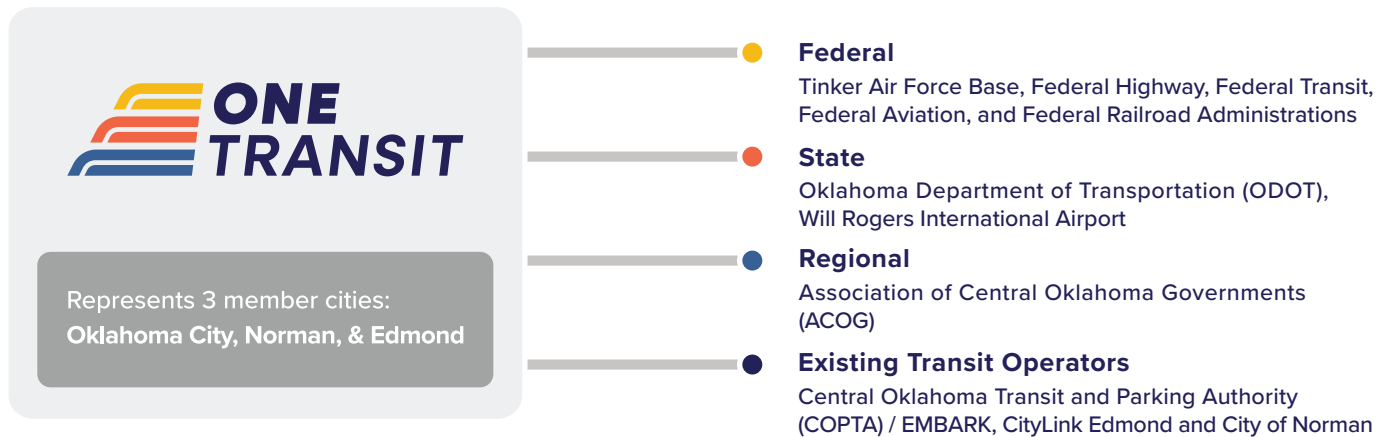 ONE
TRANSIT
Represents 3 member cities:
Oklahoma City, Norman, & Edmond
Federal
Tinker Air Force Base, Federal Highway, Federal Transit,
Federal Aviation, and Federal Railroad Administrations
State
Oklahoma Department of Transportation (ODOT),
Will Rogers International Airport
Regional
Association of Central Oklahoma Governments
(ACOG)
Existing Transit Operators
Central Oklahoma Transit and Parking Authority
(COPTA) / EMBARK, CityLink Edmond and City of Norman